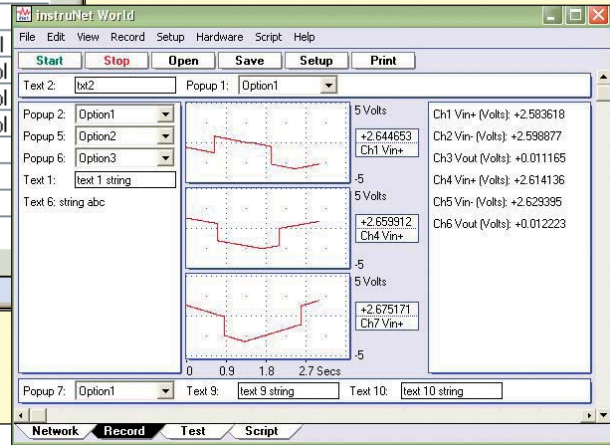 instruNet World
File Edit View Record Setup Hardware Script Help
Start Stop Open Save Setup Print
Text 2: txt2 Popup 1: Option1
Popup 2: Option1
Popup 5: Option2
Popup 6: Option3
Text 1: text 1 string
Text 6: string abc
5 Volts
+2.644653
Ch1 Vin+
-5
5 Volts
+2.659912
Ch4 Vin+
-5
5 Volts
+2.675171
Ch7 Vin+
-5
0 0.9 1.8 2.7 Secs
Ch1 Vin+ (Volts): +2.583618
Ch2 Vin- (Volts): +2.598877
Ch3 Vout (Volts): +0.011165
Ch4 Vin+ (Volts): +2.614136
Ch5 Vin- (Volts): +2.629395
Ch6 Vout (Volts): +0.012223
Popup 7: Option1 Text 9: text 9 string Text 10: text 10 string
Network Record Test Script